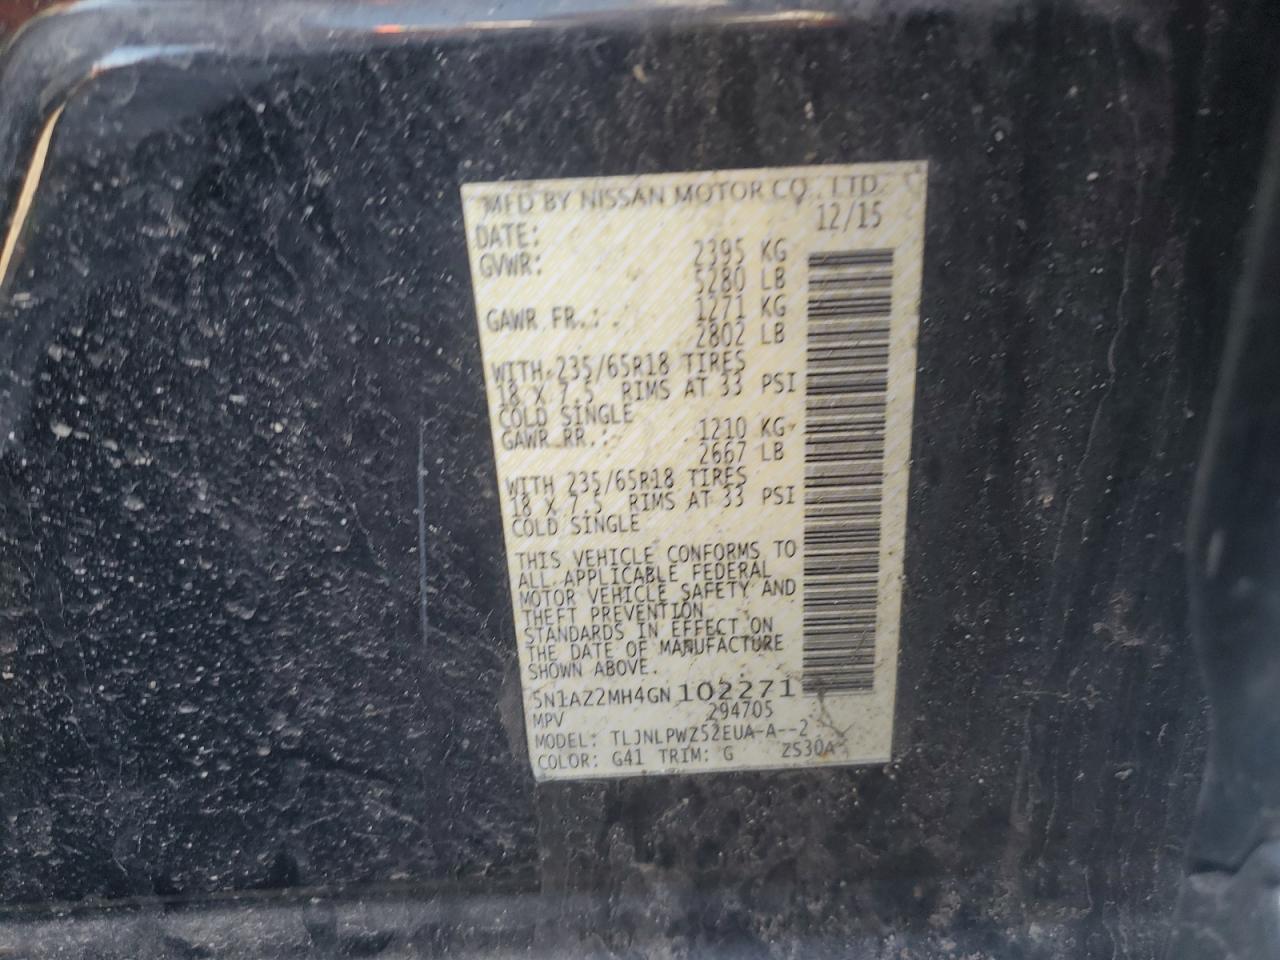 MFD BY NISSAN MOTOR CO., LTD.
DATE: 12/15
GVWR: 2395 KG
5280 LB
GAWR FR.: 1271 KG
2802 LB
WITH 235/65R18 TIRES
18 X 7.5 RIMS AT 33 PSI
COLD SINGLE
GAWR RR.: 1210 KG
2667 LB
WITH 235/65R18 TIRES
18 X 7.5 RIMS AT 33 PSI
COLD SINGLE
THIS VEHICLE CONFORMS TO
ALL APPLICABLE FEDERAL
MOTOR VEHICLE SAFETY AND
THEFT PREVENTION
STANDARDS IN EFFECT ON
THE DATE OF MANUFACTURE
SHOWN ABOVE.
5N1AZ2MH4GN102271
MPV 294705
MODEL: TLJNLPWZ52EUA-A--2
COLOR: G41 TRIM: G ZS30A